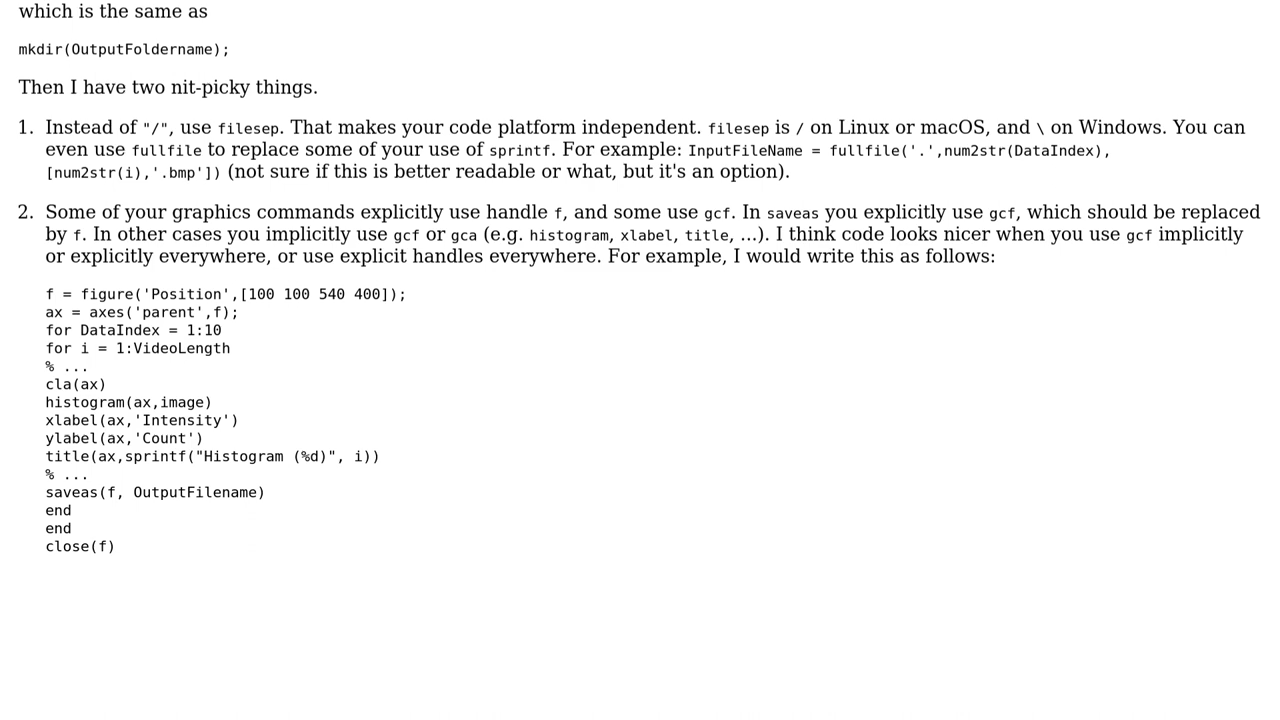 which is the same as
mkdir(OutputFoldername);
Then I have two nit-picky things.
1. Instead of "/", use filesep. That makes your code platform independent. filesep is / on Linux or macOS, and \ on Windows. You can
even use fullfile to replace some of your use of sprintf. For example: InputFileName = fullfile('.',num2str(DataIndex),
[num2str(i),'.bmp']) (not sure if this is better readable or what, but it's an option).
2. Some of your graphics commands explicitly use handle f, and some use gcf. In saveas you explicitly use gcf, which should be replaced
by f. In other cases you implicitly use gcf or gca (e.g. histogram, xlabel, title, ...). I think code looks nicer when you use gcf implicitly
or explicitly everywhere, or use explicit handles everywhere. For example, I would write this as follows:
f = figure('Position',[100 100 540 400]);
ax = axes('parent',f);
for DataIndex = 1:10
for i = 1:VideoLength
% ...
cla(ax)
histogram(ax,image)
xlabel(ax,'Intensity')
ylabel(ax,'Count')
title(ax,sprintf("Histogram (%d)", i))
% ...
saveas(f, OutputFilename)
end
end
close(f)